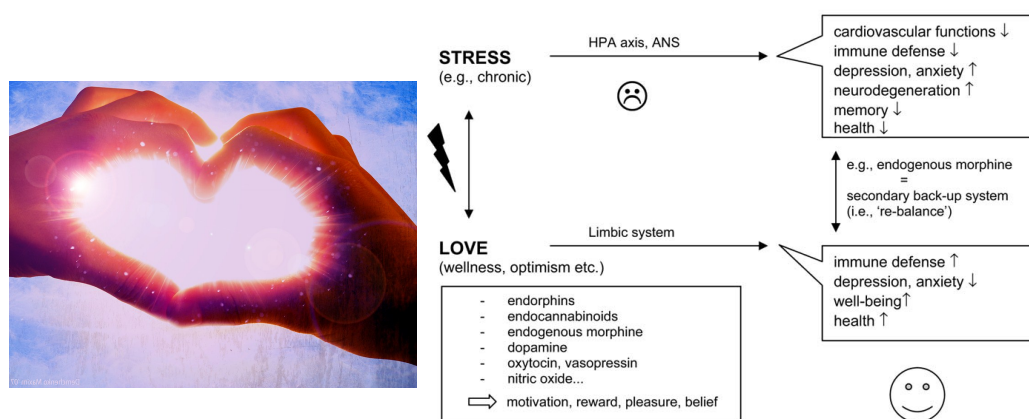 STRESS
(e.g., chronic)
HPA axis, ANS
cardiovascular functions ↓
immune defense ↓
depression, anxiety ↑
neurodegeneration ↑
memory ↓
health ↓
e.g., endogenous morphine
=
secondary back-up system
(i.e., ‘re-balance’)
LOVE
(wellness, optimism etc.)
Limbic system
immune defense ↑
depression, anxiety ↓
well-being↑
health ↑
- endorphins
- endocannabinoids
- endogenous morphine
- dopamine
- oxytocin, vasopressin
- nitric oxide...
⇨ motivation, reward, pleasure, belief